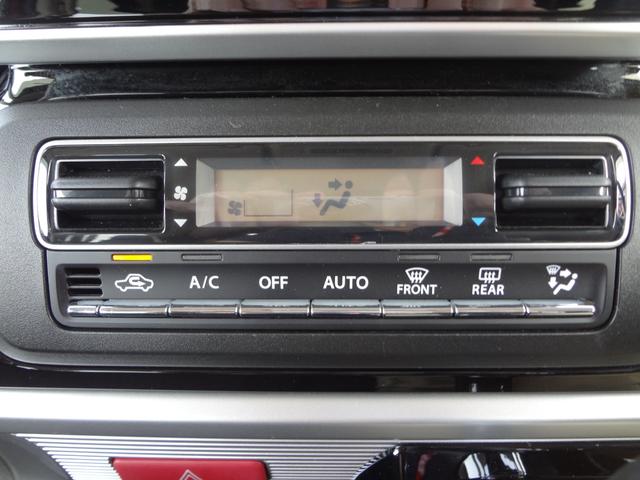 A/C OFF AUTO FRONT REAR